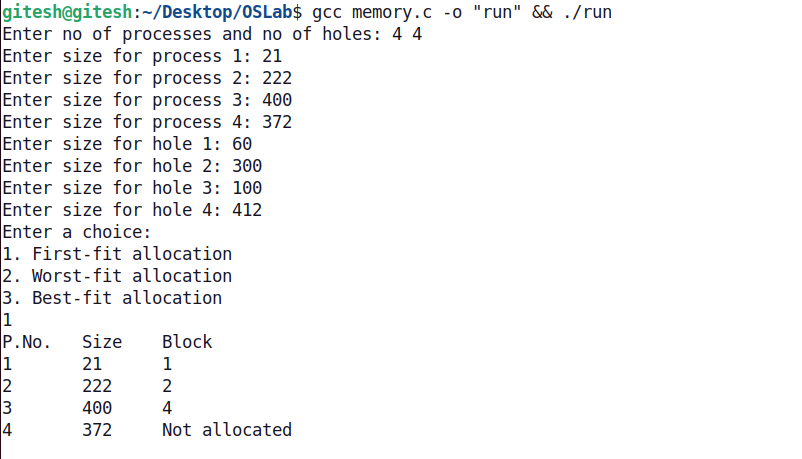 gitesh@gitesh:~/Desktop/OSLab$ gcc memory.c -o "run" && ./run
Enter no of processes and no of holes: 4 4
Enter size for process 1: 21
Enter size for process 2: 222
Enter size for process 3: 400
Enter size for process 4: 372
Enter size for hole 1: 60
Enter size for hole 2: 300
Enter size for hole 3: 100
Enter size for hole 4: 412
Enter a choice:
1. First-fit allocation
2. Worst-fit allocation
3. Best-fit allocation
1
P.No.   Size    Block
1       21      1
2       222     2
3       400     4
4       372     Not allocated